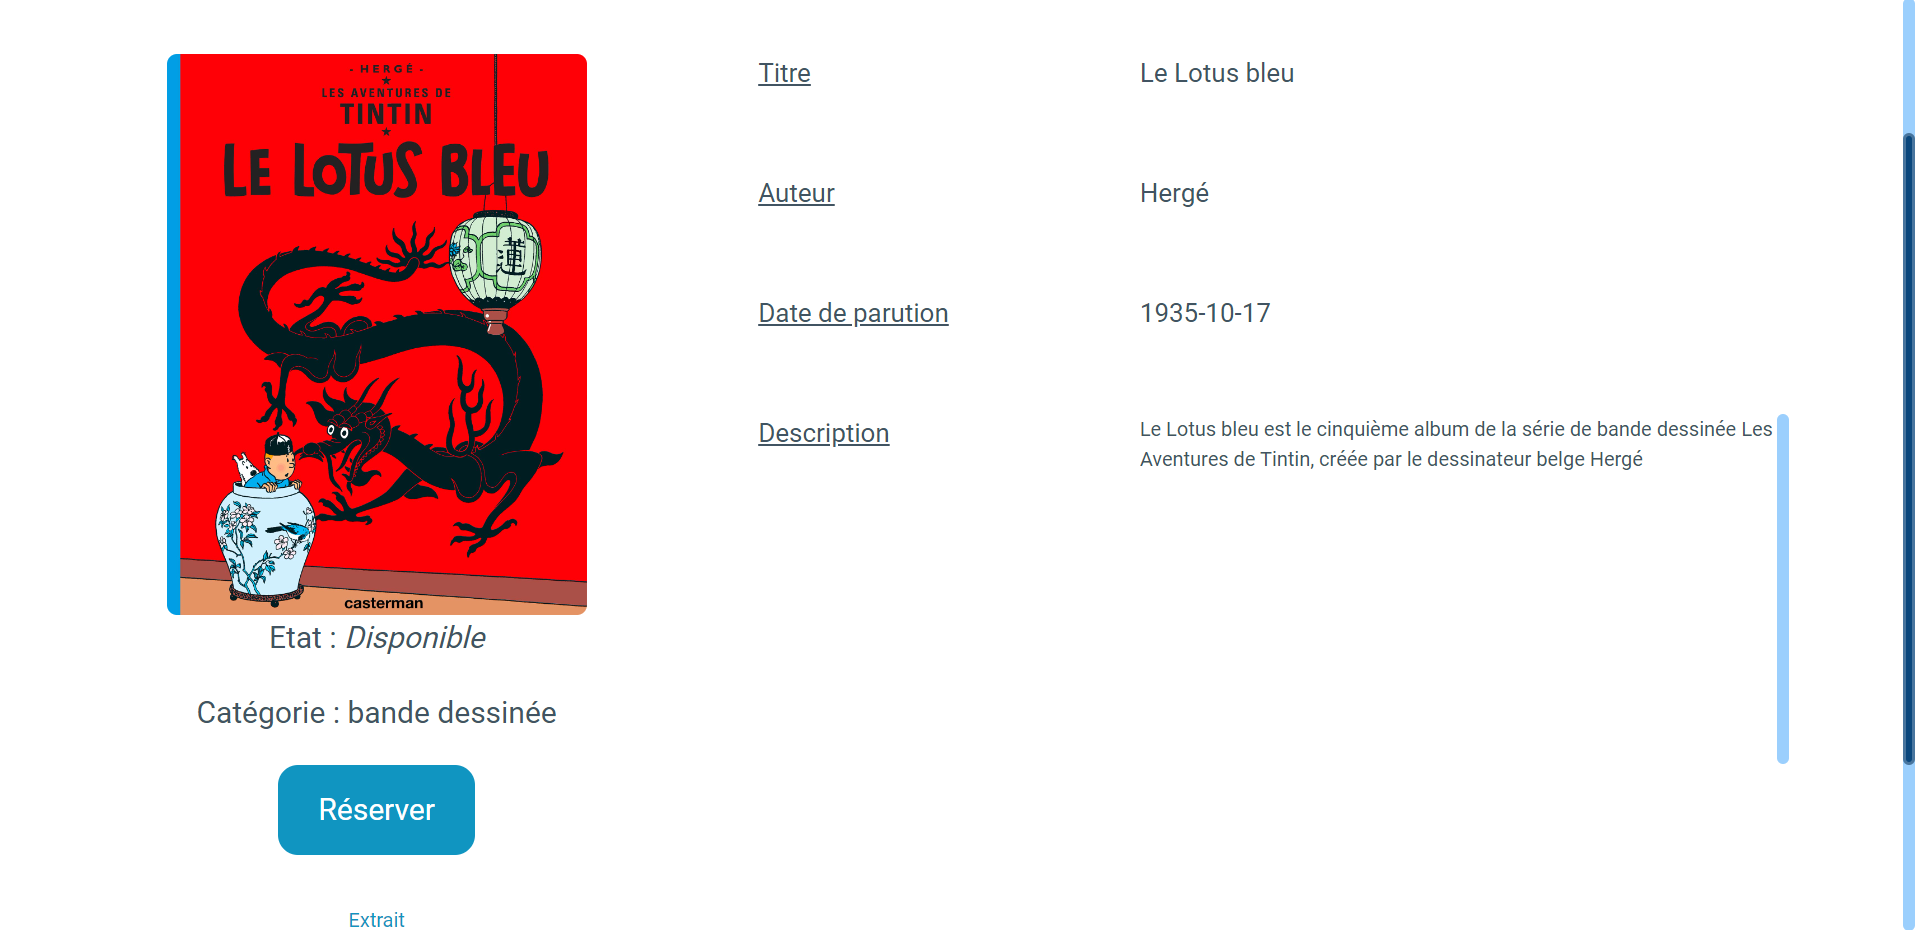 - HERGÉ -
LES AVENTURES DE
TINTIN
LE LOTUS BLEU
蓮
casterman
Etat : Disponible
Catégorie : bande dessinée
Réserver
Extrait
Titre
Le Lotus bleu
Auteur
Hergé
Date de parution
1935-10-17
Description
Le Lotus bleu est le cinquième album de la série de bande dessinée Les
Aventures de Tintin, créée par le dessinateur belge Hergé